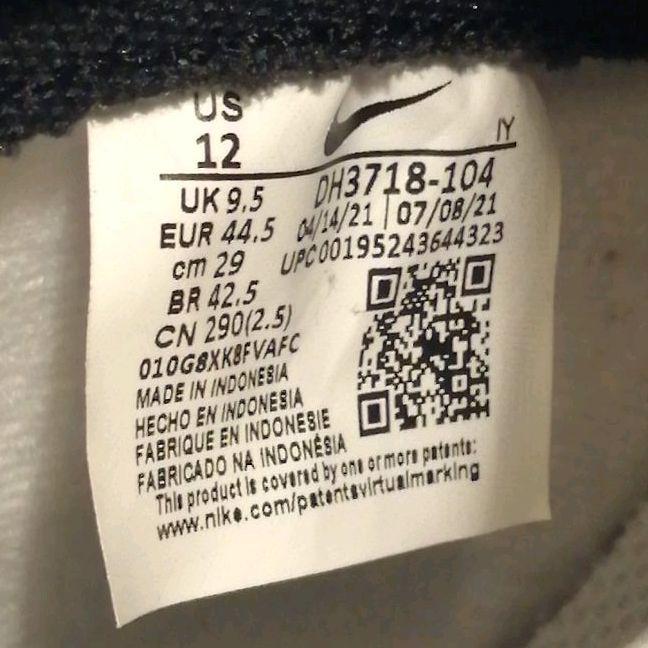 US
12
IY
UK 9.5
EUR 44.5
cm 29
BR 42.5
CN 290(2.5)
DH3718-104
04/14/21 | 07/08/21
UPC00195243644323
010G8XK8FVAFC
MADE IN INDONESIA
HECHO EN INDONESIA
FABRIQUE EN INDONESIE
FABRICADO NA INDONÉSIA
This product is covered by one or more patents:
www.nike.com/patentsvirtualmarking